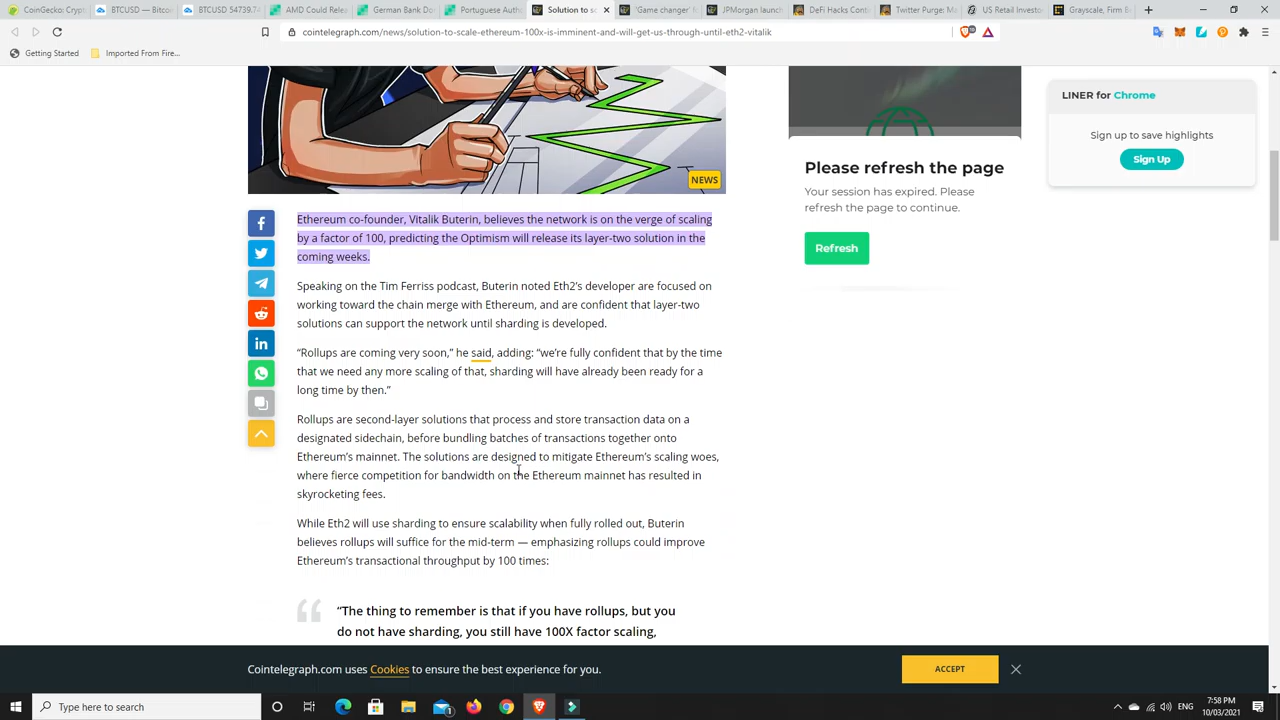 CoinGecko: Crypto
BTCUSD — Bitcoi
BTCUSD 54739.74
AMD Could Relea
German Bank Do
Portuguese Auth
Solution to sc
'Game changer' f
JPMorgan launch
DeFi Hacks Conti
Twitter Purge: M
US Retail Invest
Grayscale, Firm B
cointelegraph.com/news/solution-to-scale-ethereum-100x-is-imminent-and-will-get-us-through-until-eth2-vitalik
Getting Started
Imported From Fire...
NEWS
Ethereum co-founder, Vitalik Buterin, believes the network is on the verge of scaling
by a factor of 100, predicting the Optimism will release its layer-two solution in the
coming weeks.
Speaking on the Tim Ferriss podcast, Buterin noted Eth2's developer are focused on
working toward the chain merge with Ethereum, and are confident that layer-two
solutions can support the network until sharding is developed.
“Rollups are coming very soon,” he said, adding: “we're fully confident that by the time
that we need any more scaling of that, sharding will have already been ready for a
long time by then.”
Rollups are second-layer solutions that process and store transaction data on a
designated sidechain, before bundling batches of transactions together onto
Ethereum's mainnet. The solutions are designed to mitigate Ethereum's scaling woes,
where fierce competition for bandwidth on the Ethereum mainnet has resulted in
skyrocketing fees.
While Eth2 will use sharding to ensure scalability when fully rolled out, Buterin
believes rollups will suffice for the mid-term — emphasizing rollups could improve
Ethereum's transactional throughput by 100 times:
“The thing to remember is that if you have rollups, but you
do not have sharding, you still have 100X factor scaling,
Please refresh the page
Your session has expired. Please
refresh the page to continue.
Refresh
LINER for Chrome
Sign up to save highlights
Sign Up
Cointelegraph.com uses Cookies to ensure the best experience for you.
ACCEPT
Type here to search
ENG
7:58 PM
10/03/2021